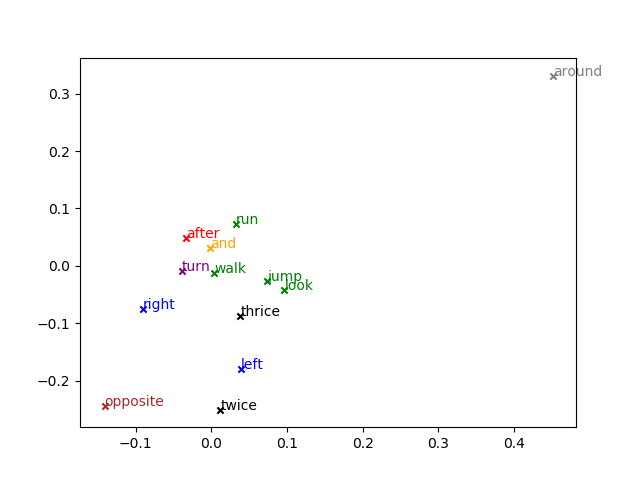 around
0.3
0.2
0.1
run
after
and
0.0
turn
walk
jump
look
right
−0.1
thrice
left
−0.2
opposite
twice
−0.1 0.0 0.1 0.2 0.3 0.4